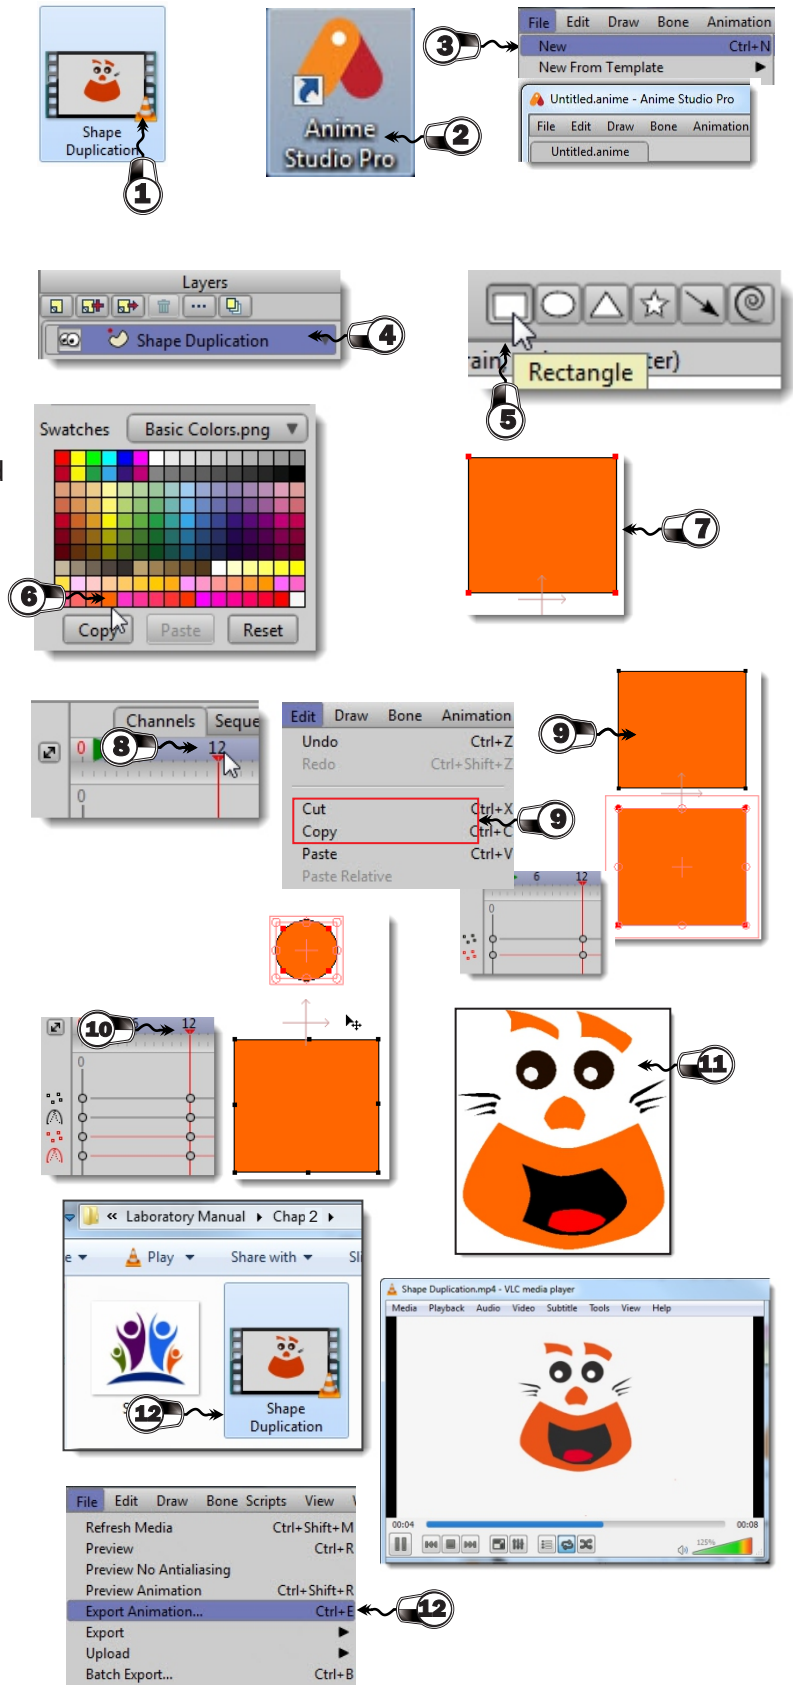 Shape
Duplication
1
Anime
Studio Pro
2
3
File Edit Draw Bone Animation
New Ctrl+N
New From Template
Untitled.anime - Anime Studio Pro
File Edit Draw Bone Animation
Untitled.anime
Layers
Shape Duplication
4
Rectangle
5
Swatches Basic Colors.png
6
Copy Paste Reset
7
Channels Seque
0 8 12
0
Edit Draw Bone Animation
Undo Ctrl+Z
Redo Ctrl+Shift+Z
Cut Ctrl+X
Copy Ctrl+C
Paste Ctrl+V
Paste Relative
9
9
6 12
0
10 12
0
11
« Laboratory Manual Chap 2
e Play Share with Sli
12
Shape
Duplication
Shape Duplication.mp4 - VLC media player
Media Playback Audio Video Subtitle Tools View Help
00:04 00:08
125%
File Edit Draw Bone Scripts View
Refresh Media Ctrl+Shift+M
Preview Ctrl+R
Preview No Antialiasing
Preview Animation Ctrl+Shift+R
Export Animation... Ctrl+E
12
Export
Upload
Batch Export... Ctrl+B